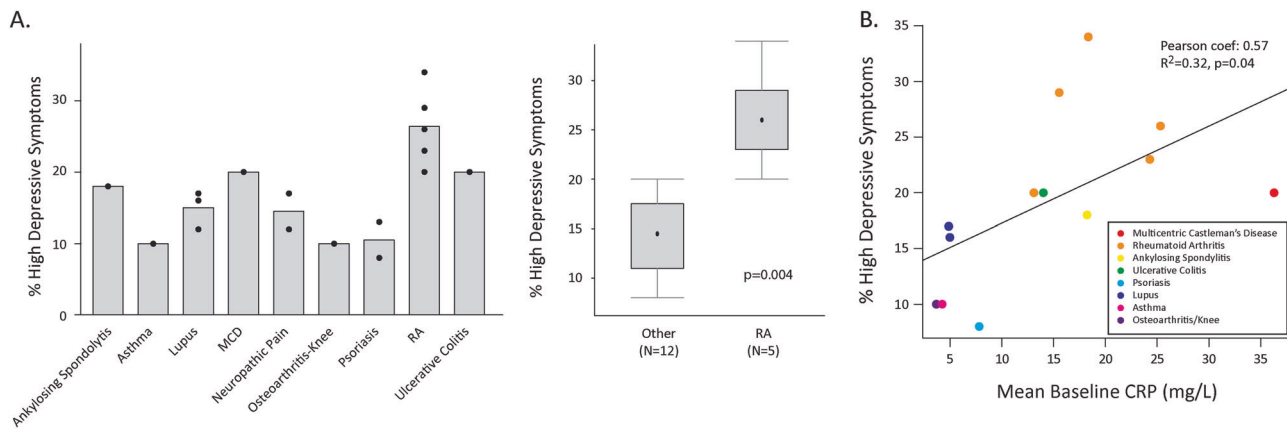 A.
% High Depressive Symptoms
30
20
10
0
Ankylosing Spondolytis
Asthma
Lupus
MCD
Neuropathic Pain
Osteoarthritis-Knee
Psoriasis
RA
Ulcerative Colitis
% High Depressive Symptoms
30
25
20
15
10
p=0.004
Other
(N=12)
RA
(N=5)
B.
% High Depressive Symptoms
35
30
25
20
15
10
Pearson coef: 0.57
R²=0.32, p=0.04
Multicentric Castleman's Disease
Rheumatoid Arthritis
Ankylosing Spondylitis
Ulcerative Colitis
Psoriasis
Lupus
Asthma
Osteoarthritis/Knee
5 10 15 20 25 30 35
Mean Baseline CRP (mg/L)